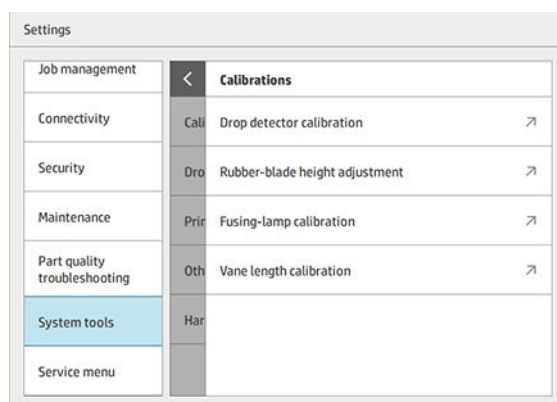 Settings
Job management
Connectivity
Security
Maintenance
Part quality
troubleshooting
System tools
Service menu
Cali
Dro
Prin
Oth
Har
Calibrations
Drop detector calibration
Rubber-blade height adjustment
Fusing-lamp calibration
Vane length calibration